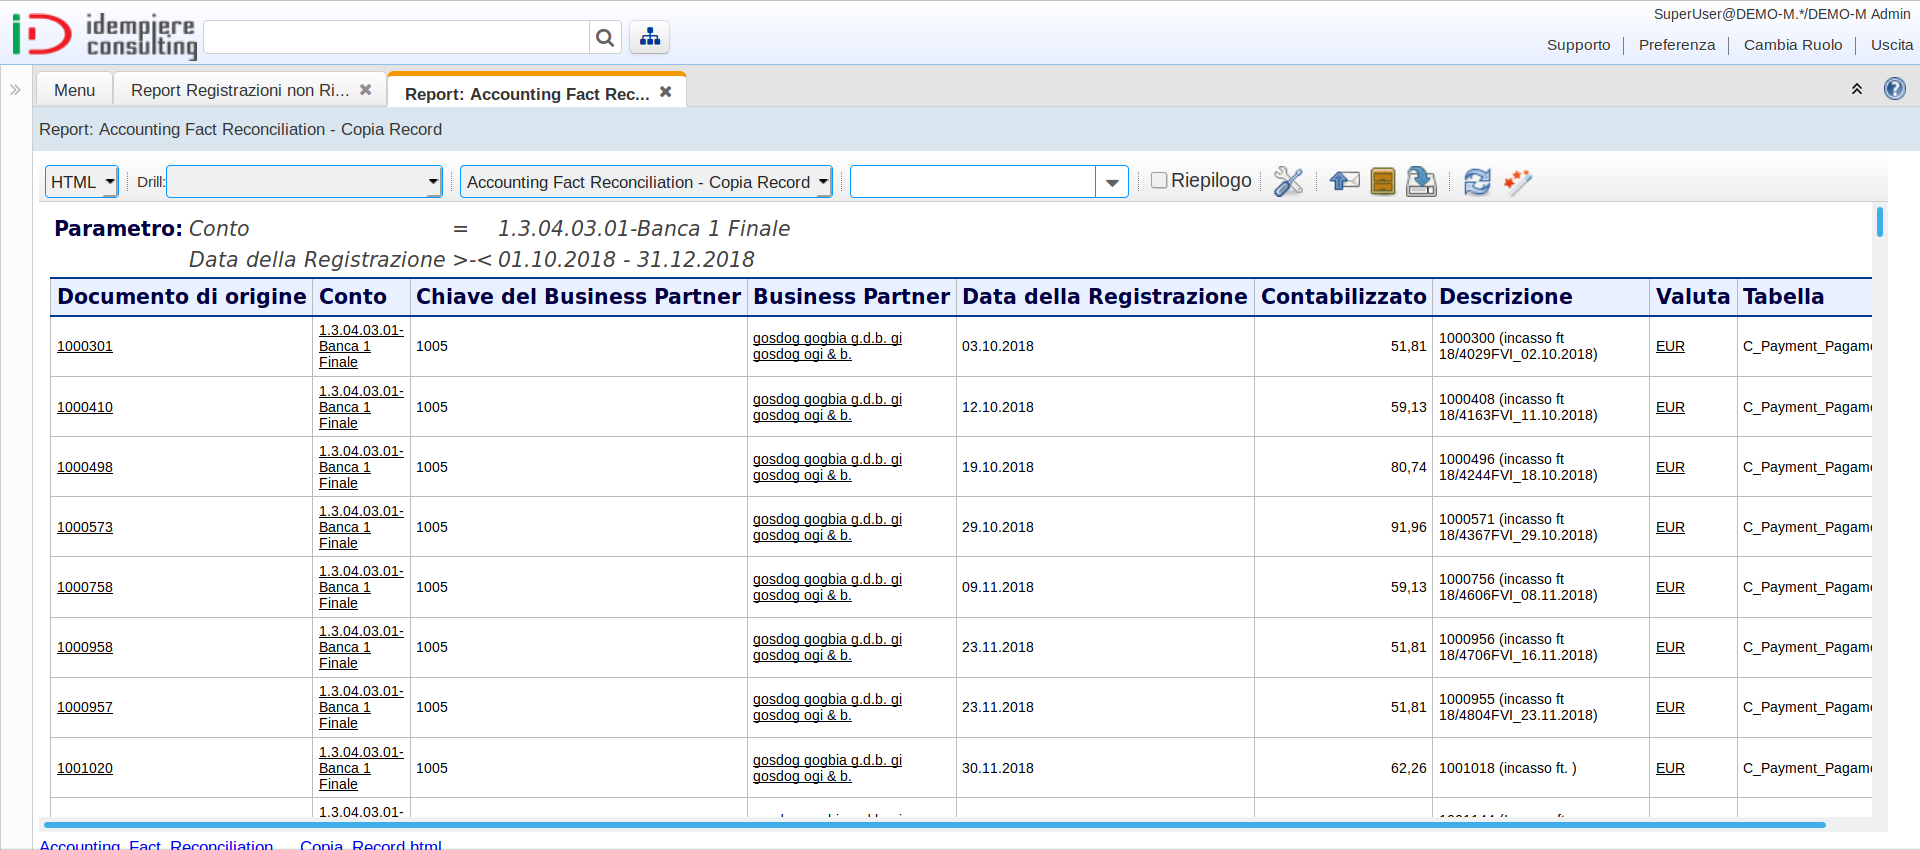 idempiere
consulting
SuperUser@DEMO-M.*/DEMO-M Admin
Supporto Preferenza Cambia Ruolo Uscita
Menu Report Registrazioni non Ri... Report: Accounting Fact Rec...
Report: Accounting Fact Reconciliation - Copia Record
HTML Drill: Accounting Fact Reconciliation - Copia Record Riepilogo
Parametro: Conto = 1.3.04.03.01-Banca 1 Finale
Data della Registrazione >-< 01.10.2018 - 31.12.2018
Documento di origine Conto Chiave del Business Partner Business Partner Data della Registrazione Contabilizzato Descrizione Valuta Tabella
1000301 1.3.04.03.01-Banca 1 Finale 1005 gosdog gogbia g.d.b. gi gosdog ogi & b. 03.10.2018 51,81 1000300 (incasso ft 18/4029FVI_02.10.2018) EUR C_Payment_Pagam
1000410 1.3.04.03.01-Banca 1 Finale 1005 gosdog gogbia g.d.b. gi gosdog ogi & b. 12.10.2018 59,13 1000408 (incasso ft 18/4163FVI_11.10.2018) EUR C_Payment_Pagam
1000498 1.3.04.03.01-Banca 1 Finale 1005 gosdog gogbia g.d.b. gi gosdog ogi & b. 19.10.2018 80,74 1000496 (incasso ft 18/4244FVI_18.10.2018) EUR C_Payment_Pagam
1000573 1.3.04.03.01-Banca 1 Finale 1005 gosdog gogbia g.d.b. gi gosdog ogi & b. 29.10.2018 91,96 1000571 (incasso ft 18/4367FVI_29.10.2018) EUR C_Payment_Pagam
1000758 1.3.04.03.01-Banca 1 Finale 1005 gosdog gogbia g.d.b. gi gosdog ogi & b. 09.11.2018 59,13 1000756 (incasso ft 18/4606FVI_08.11.2018) EUR C_Payment_Pagam
1000958 1.3.04.03.01-Banca 1 Finale 1005 gosdog gogbia g.d.b. gi gosdog ogi & b. 23.11.2018 51,81 1000956 (incasso ft 18/4706FVI_16.11.2018) EUR C_Payment_Pagam
1000957 1.3.04.03.01-Banca 1 Finale 1005 gosdog gogbia g.d.b. gi gosdog ogi & b. 23.11.2018 51,81 1000955 (incasso ft 18/4804FVI_23.11.2018) EUR C_Payment_Pagam
1001020 1.3.04.03.01-Banca 1 Finale 1005 gosdog gogbia g.d.b. gi gosdog ogi & b. 30.11.2018 62,26 1001018 (incasso ft. ) EUR C_Payment_Pagam
1.3.04.03.01-
Accounting_Fact_Reconciliation_-_Copia_Record.html